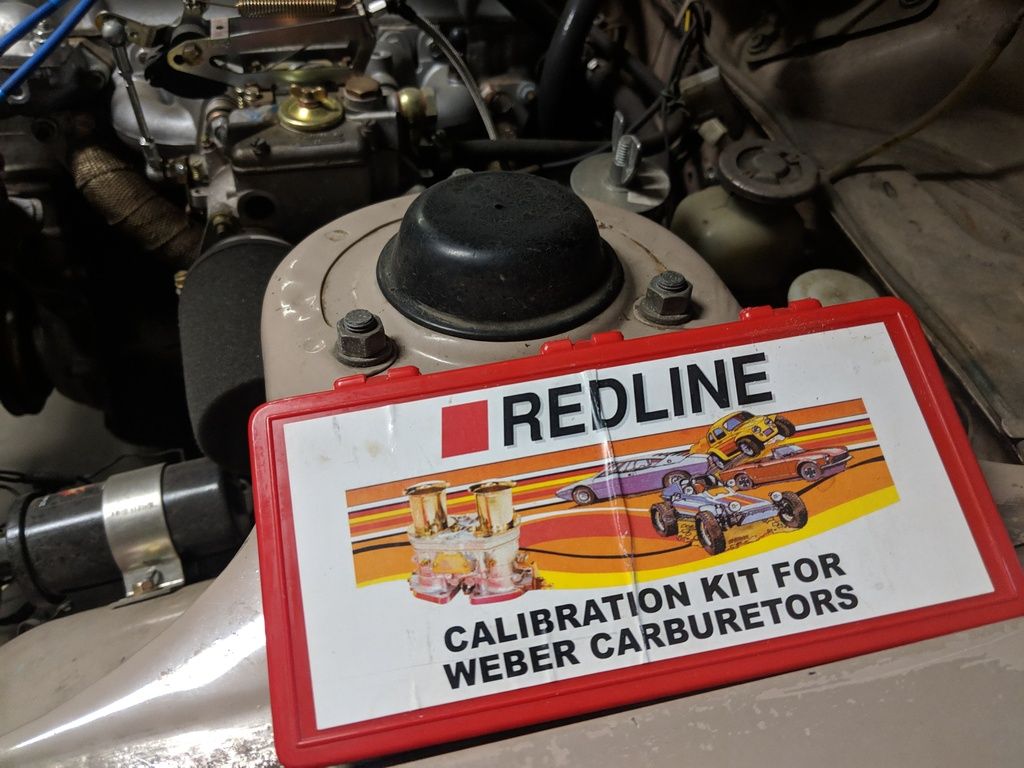 REDLINE
CALIBRATION KIT FOR
WEBER CARBURETORS